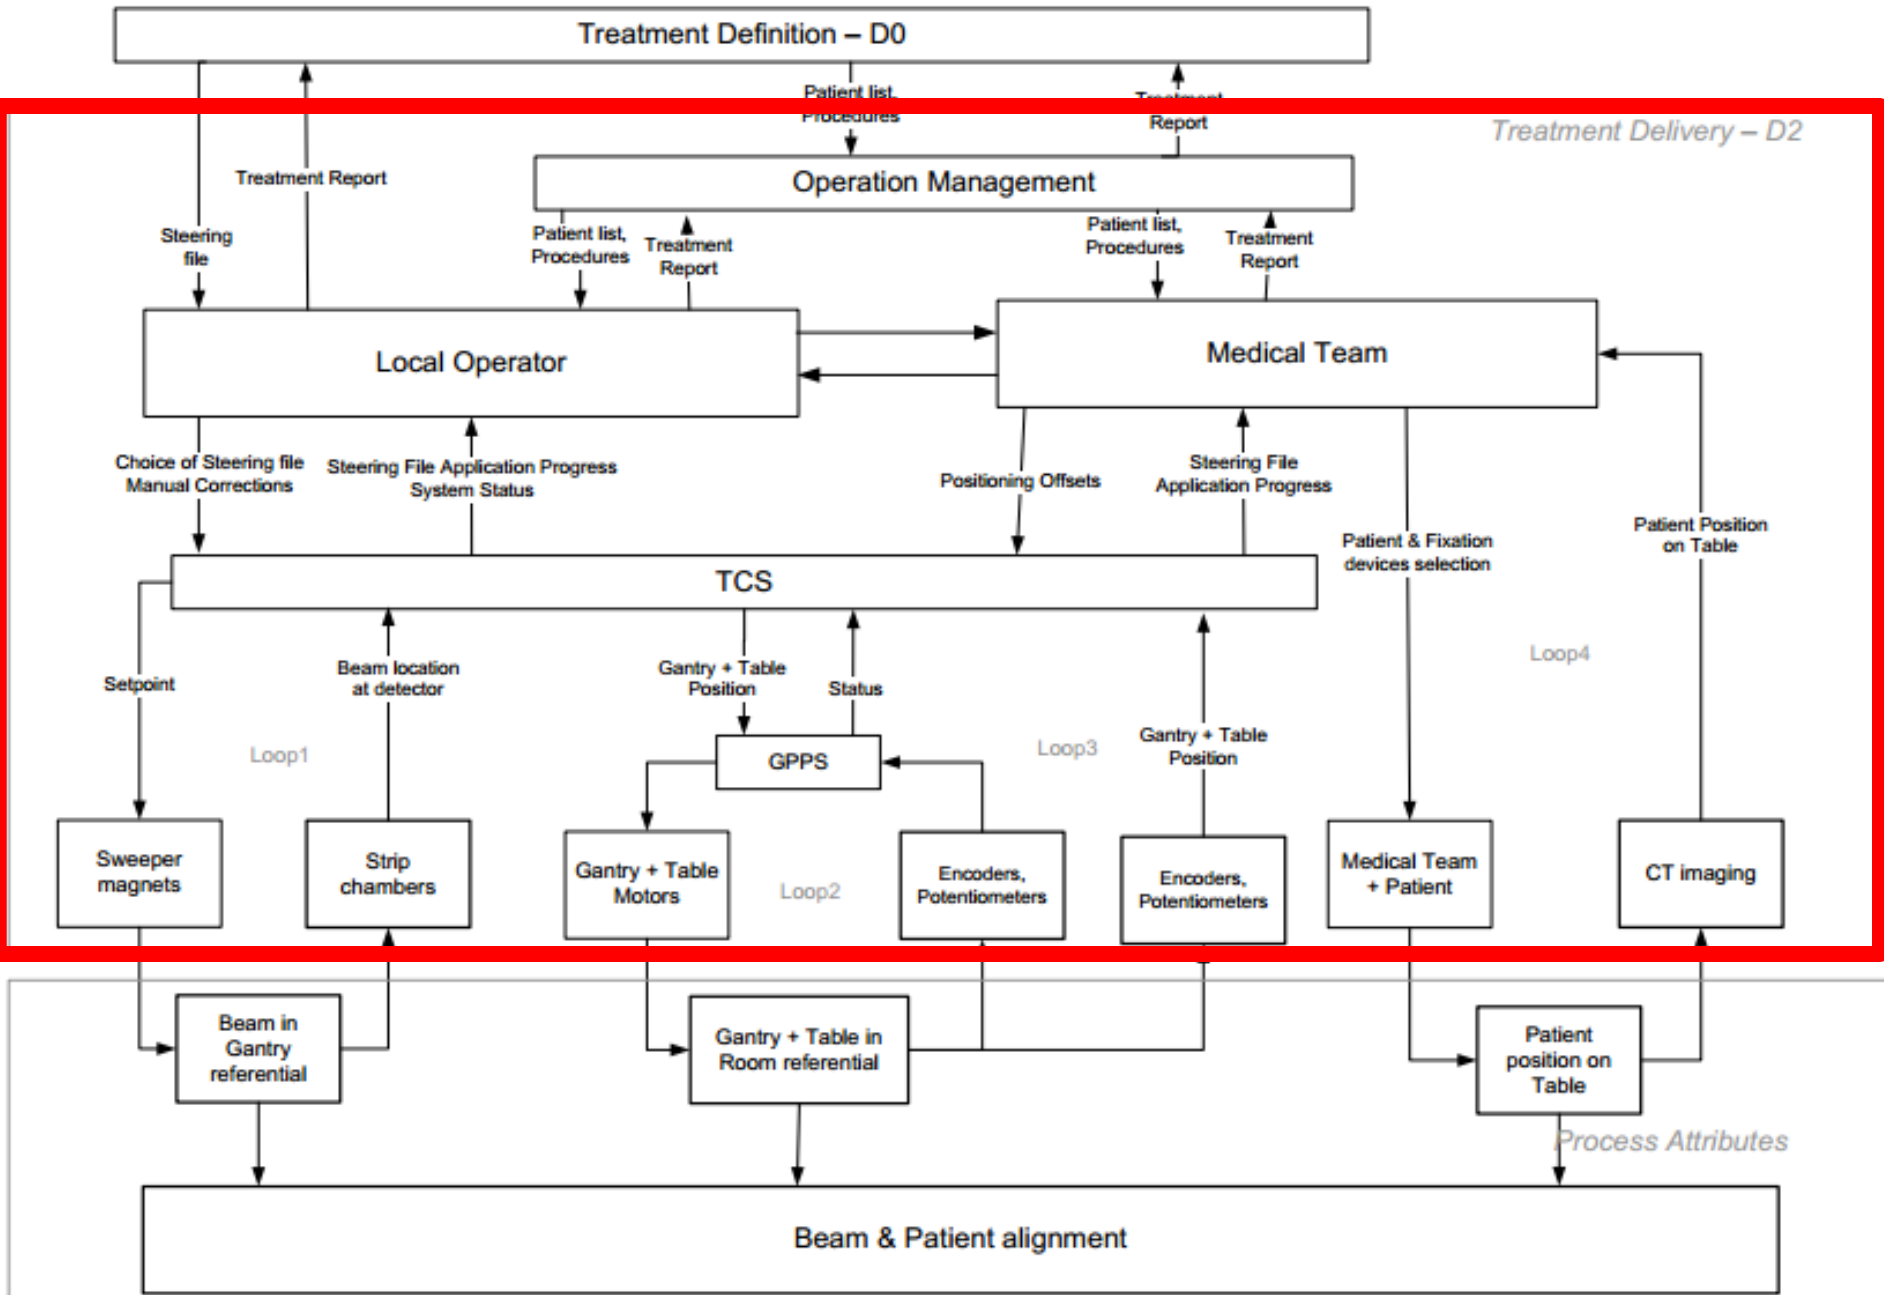 Treatment Definition – D0
Patient list,
Procedures
Treatment
Report
Treatment Delivery – D2
Treatment Report
Operation Management
Steering
file
Patient list,
Procedures
Treatment
Report
Patient list,
Procedures
Treatment
Report
Local Operator
Medical Team
Choice of Steering file
Manual Corrections
Steering File Application Progress
System Status
Positioning Offsets
Steering File
Application Progress
Patient & Fixation
devices selection
Patient Position
on Table
TCS
Setpoint
Beam location
at detector
Gantry + Table
Position
Status
Gantry + Table
Position
Loop1
Loop3
Loop4
GPPS
Sweeper
magnets
Strip
chambers
Gantry + Table
Motors
Loop2
Encoders,
Potentiometers
Encoders,
Potentiometers
Medical Team
+ Patient
CT imaging
Beam in
Gantry
referential
Gantry + Table in
Room referential
Patient
position on
Table
Process Attributes
Beam & Patient alignment